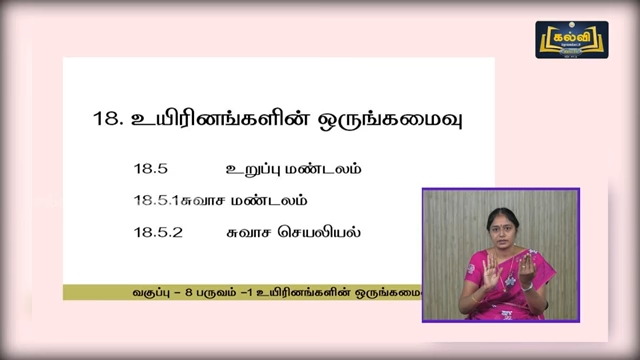 கல்வி
18. உயிரினங்களின் ஒருங்கமைவு
18.5 உறுப்பு மண்டலம்
18.5.1சுவாச மண்டலம்
18.5.2 சுவாச செயலியல்
வகுப்பு – 8 பருவம் –1 உயிரினங்களின் ஒருங்கமை